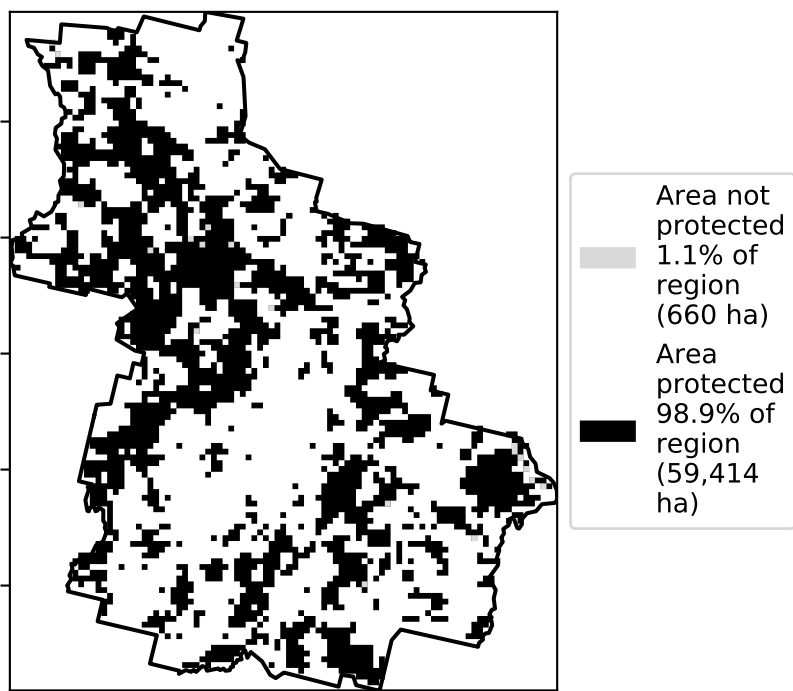 Area not
protected
1.1% of
region
(660 ha)
Area
protected
98.9% of
region
(59,414
ha)